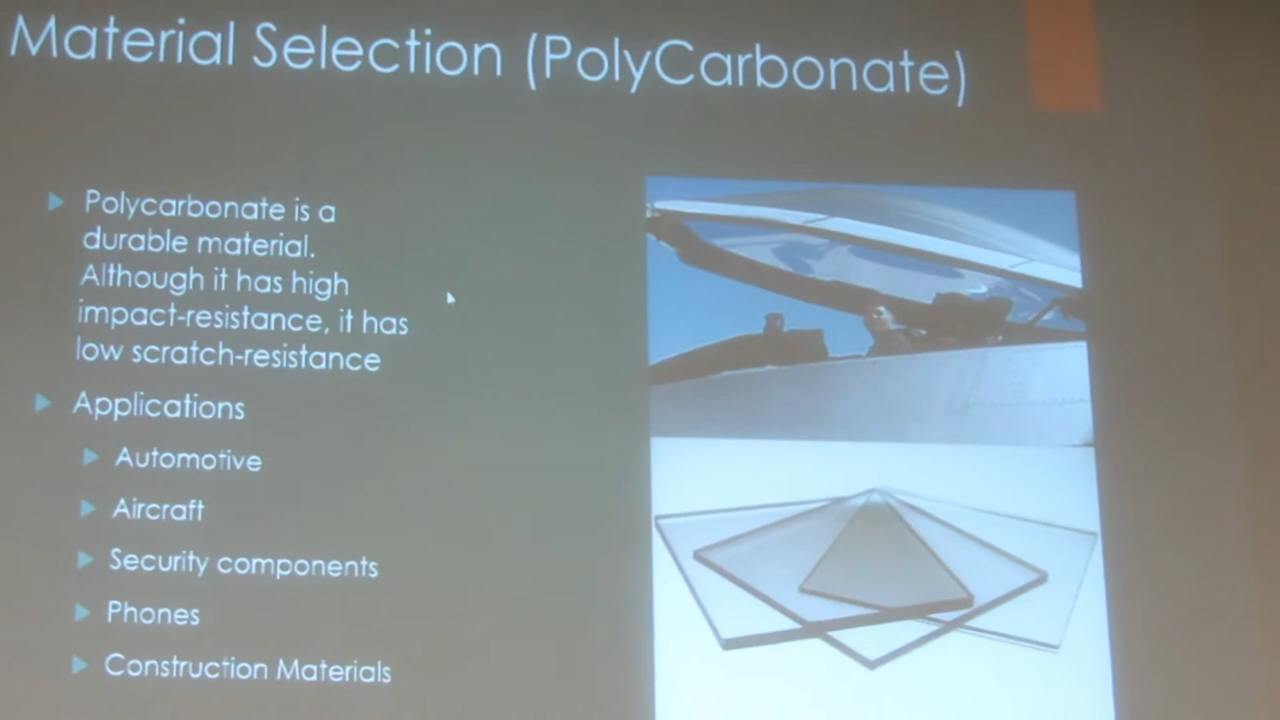 Material Selection (PolyCarbonate)
Polycarbonate is a
durable material.
Although it has high
impact-resistance, it has
low scratch-resistance
Applications
Automotive
Aircraft
Security components
Phones
Construction Materials